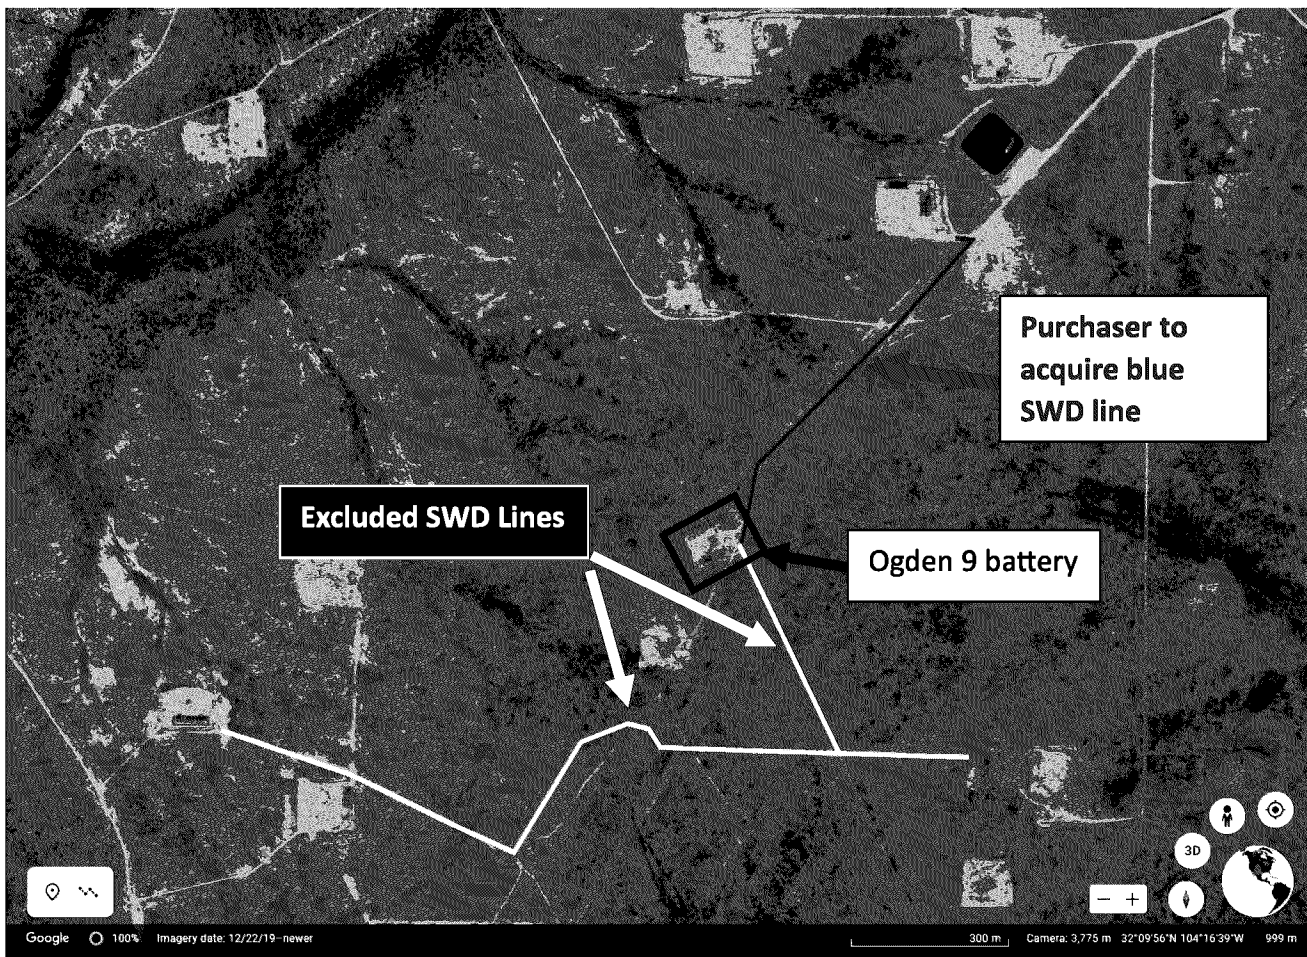 Purchaser to
acquire blue
SWD line
Excluded SWD Lines
Ogden 9 battery
3D
Google 100% Imagery date: 12/22/19-newer 300 m Camera: 3,775 m 32°09'56"N 104°16'39"W 999 m